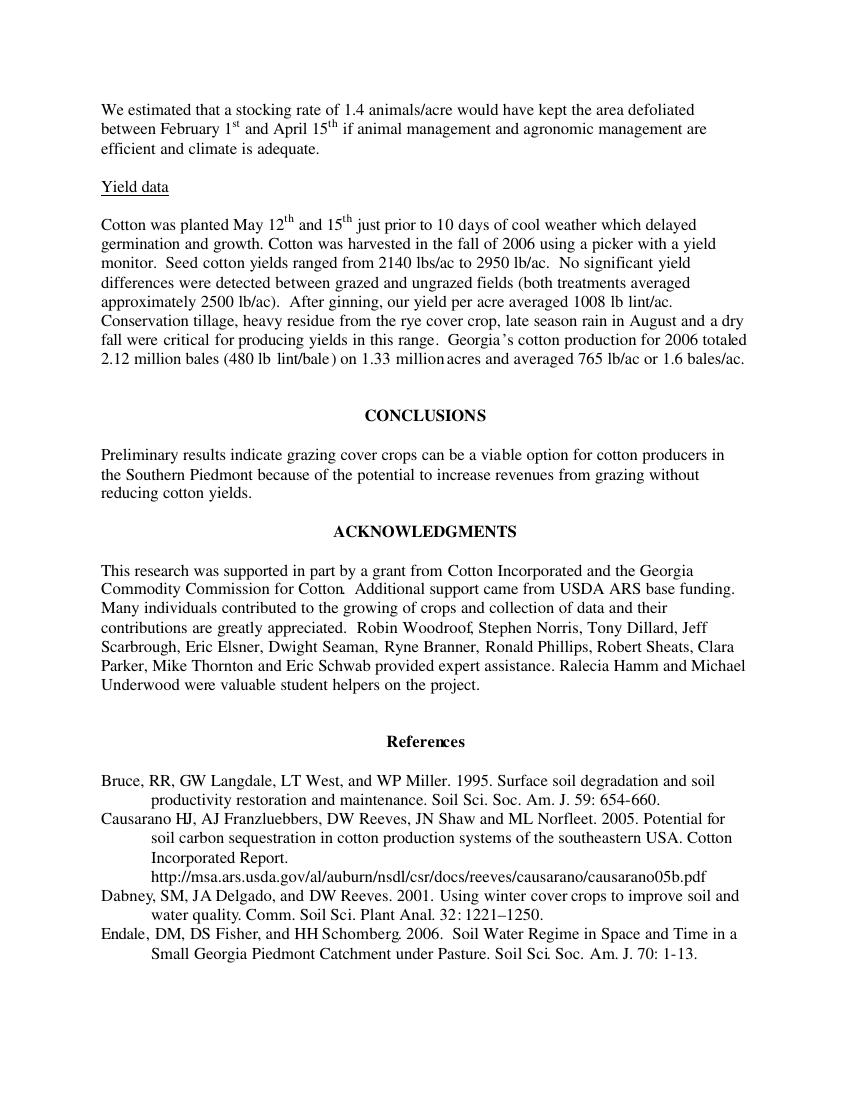 We estimated that a stocking rate of 1.4 animals/acre would have kept the area defoliated
between February 1st and April 15th if animal management and agronomic management are
efficient and climate is adequate.
Yield data
Cotton was planted May 12th and 15th just prior to 10 days of cool weather which delayed
germination and growth. Cotton was harvested in the fall of 2006 using a picker with a yield
monitor.  Seed cotton yields ranged from 2140 lbs/ac to 2950 lb/ac.  No significant yield
differences were detected between grazed and ungrazed fields (both treatments averaged
approximately 2500 lb/ac).  After ginning, our yield per acre averaged 1008 lb lint/ac.
Conservation tillage, heavy residue from the rye cover crop, late season rain in August and a dry
fall were critical for producing yields in this range.  Georgia's cotton production for 2006 totaled
2.12 million bales (480 lb lint/bale) on 1.33 million acres and averaged 765 lb/ac or 1.6 bales/ac.
CONCLUSIONS
Preliminary results indicate grazing cover crops can be a viable option for cotton producers in
the Southern Piedmont because of the potential to increase revenues from grazing without
reducing cotton yields.
ACKNOWLEDGMENTS
This research was supported in part by a grant from Cotton Incorporated and the Georgia
Commodity Commission for Cotton.  Additional support came from USDA ARS base funding.
Many individuals contributed to the growing of crops and collection of data and their
contributions are greatly appreciated.  Robin Woodroof, Stephen Norris, Tony Dillard, Jeff
Scarbrough, Eric Elsner, Dwight Seaman, Ryne Branner, Ronald Phillips, Robert Sheats, Clara
Parker, Mike Thornton and Eric Schwab provided expert assistance. Ralecia Hamm and Michael
Underwood were valuable student helpers on the project.
References
Bruce, RR, GW Langdale, LT West, and WP Miller. 1995. Surface soil degradation and soil
productivity restoration and maintenance. Soil Sci. Soc. Am. J. 59: 654-660.
Causarano HJ, AJ Franzluebbers, DW Reeves, JN Shaw and ML Norfleet. 2005. Potential for
soil carbon sequestration in cotton production systems of the southeastern USA. Cotton
Incorporated Report.
http://msa.ars.usda.gov/al/auburn/nsdl/csr/docs/reeves/causarano/causarano05b.pdf
Dabney, SM, JA Delgado, and DW Reeves. 2001. Using winter cover crops to improve soil and
water quality. Comm. Soil Sci. Plant Anal. 32: 1221–1250.
Endale, DM, DS Fisher, and HH Schomberg. 2006.  Soil Water Regime in Space and Time in a
Small Georgia Piedmont Catchment under Pasture. Soil Sci. Soc. Am. J. 70: 1-13.